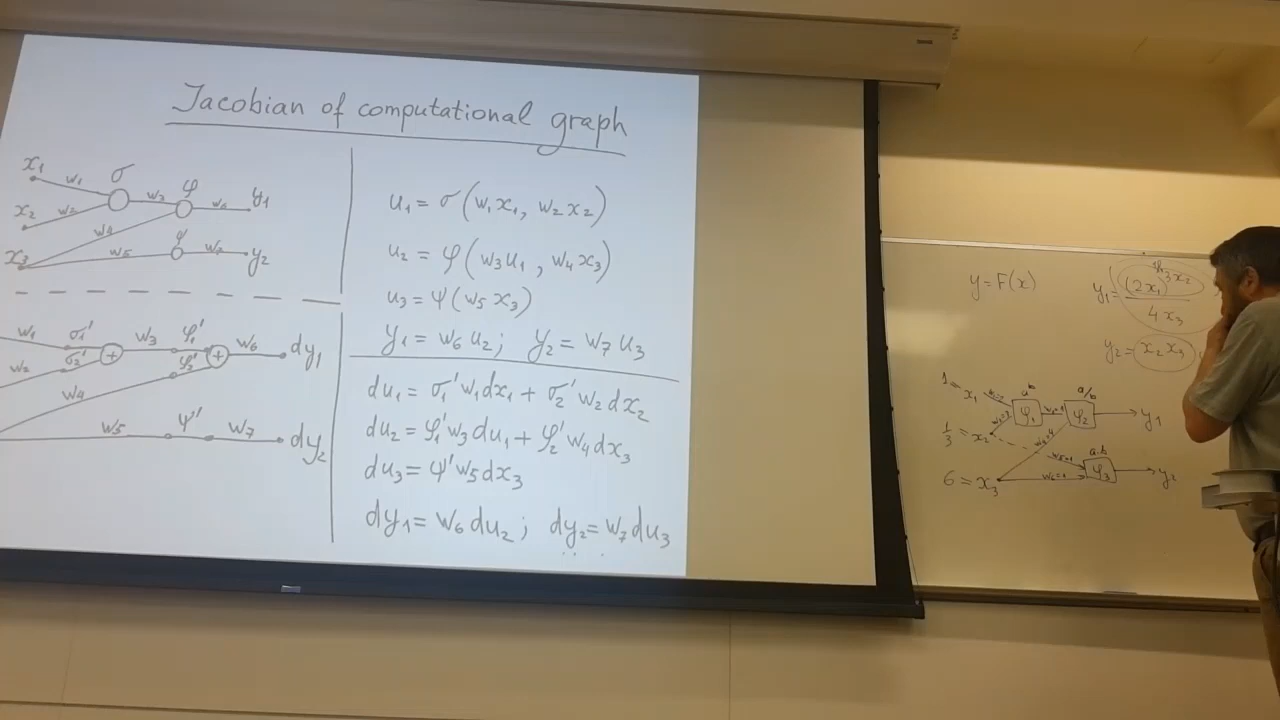 Jacobian of computational graph
x₁ w₁ σ
w₃ φ w₆ y₁
x₂ w₂
w₄
x₃ w₅ ψ w₇ y₂
w₁ σ₁' w₃ φ₁' w₆ dy₁
w₂ σ₂' + φ₂' +
w₄
w₅ ψ' w₇ dy₂
u₁ = σ(w₁x₁, w₂x₂)
u₂ = φ(w₃u₁, w₄x₃)
u₃ = ψ(w₅x₃)
y₁ = w₆u₂; y₂ = w₇u₃
du₁ = σ₁'w₁dx₁ + σ₂'w₂dx₂
du₂ = φ₁'w₃du₁ + φ₂'w₄dx₃
du₃ = ψ'w₅dx₃
dy₁ = w₆du₂; dy₂ = w₇du₃
y = F(x)
y₁ = (2x₁)^3x₂ / 4x₃
y₂ = x₂x₃
1 x₁ aᵇ φ₁ a/b φ₂ y₁
1/3 = x₂
a·b φ₃ y₂
6 = x₃